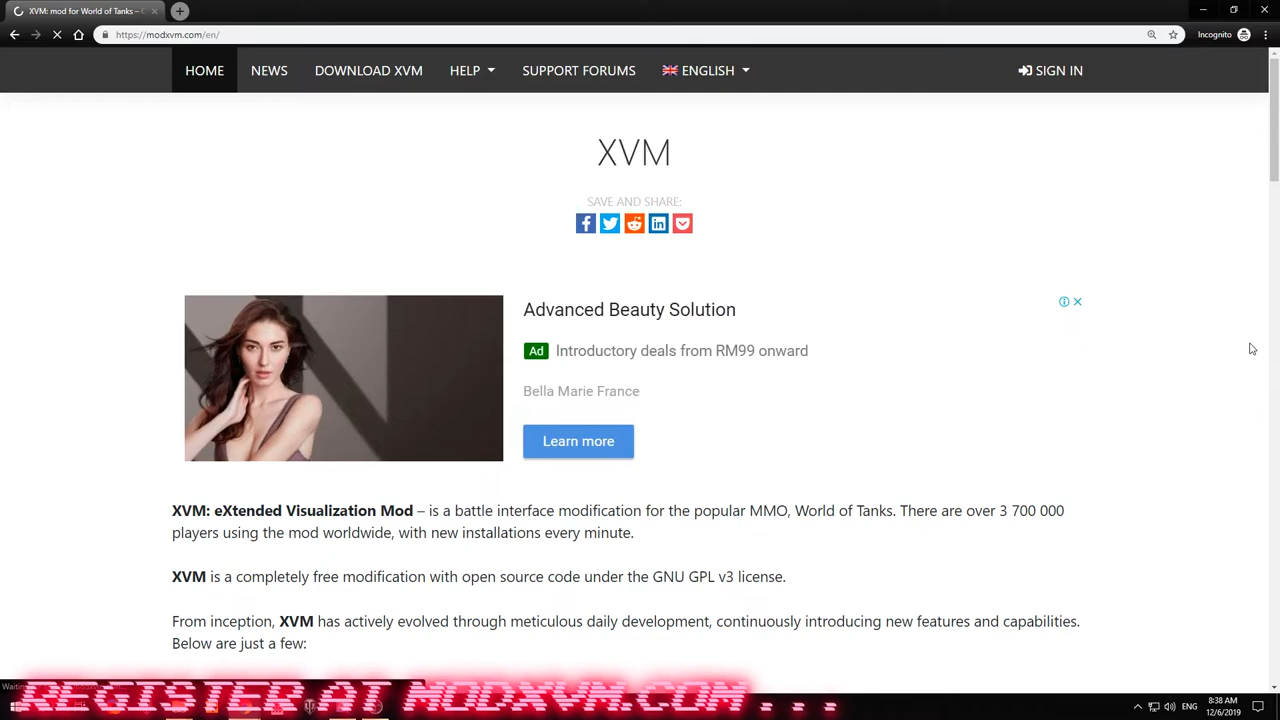 XVM: mod for World of Tanks – 
https://modxvm.com/en/
Incognito
HOME NEWS DOWNLOAD XVM HELP SUPPORT FORUMS ENGLISH SIGN IN
XVM
SAVE AND SHARE:
Advanced Beauty Solution
Ad Introductory deals from RM99 onward
Bella Marie France
Learn more
XVM: eXtended Visualization Mod – is a battle interface modification for the popular MMO, World of Tanks. There are over 3 700 000
players using the mod worldwide, with new installations every minute.
XVM is a completely free modification with open source code under the GNU GPL v3 license.
From inception, XVM has actively evolved through meticulous daily development, continuously introducing new features and capabilities.
Below are just a few:
REGISTER AT MODXVM.COM . . . .
ENG
8:38 AM
12/6/2019